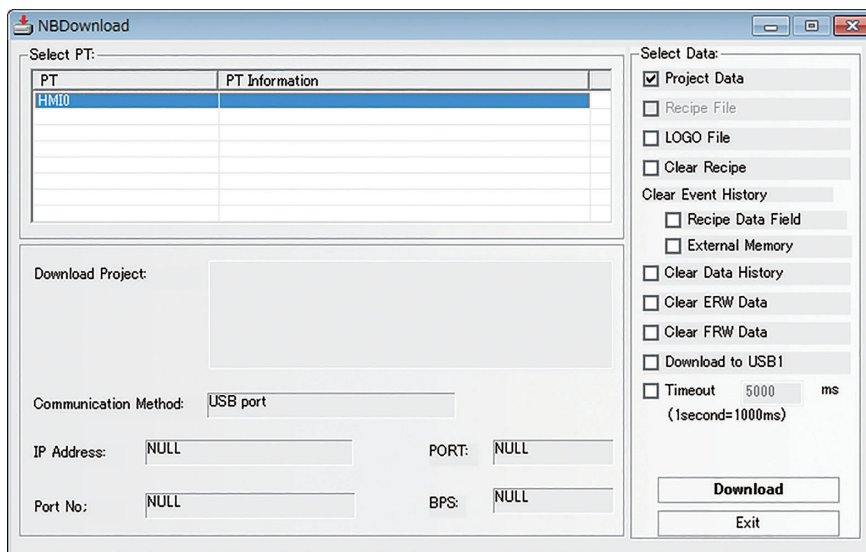 NBDownload
Select PT:
PT PT Information
HMI0
Download Project:
Communication Method: USB port
IP Address: NULL PORT: NULL
Port No; NULL BPS: NULL
Select Data:
Project Data
Recipe File
LOGO File
Clear Recipe
Clear Event History
Recipe Data Field
External Memory
Clear Data History
Clear ERW Data
Clear FRW Data
Download to USB1
Timeout 5000 ms
(1second=1000ms)
Download
Exit